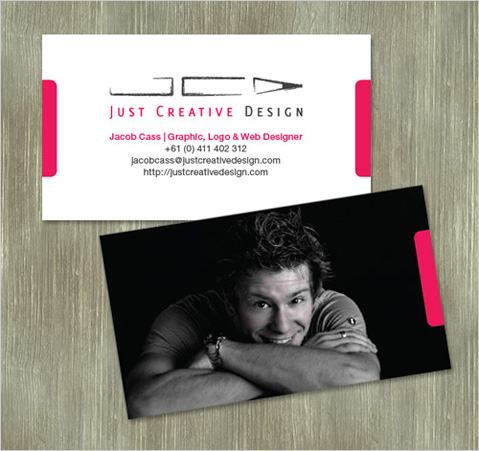 JCD
JUST CREATIVE DESIGN
Jacob Cass | Graphic, Logo & Web Designer
+61 (0) 411 402 312
jacobcass@justcreativedesign.com
http://justcreativedesign.com